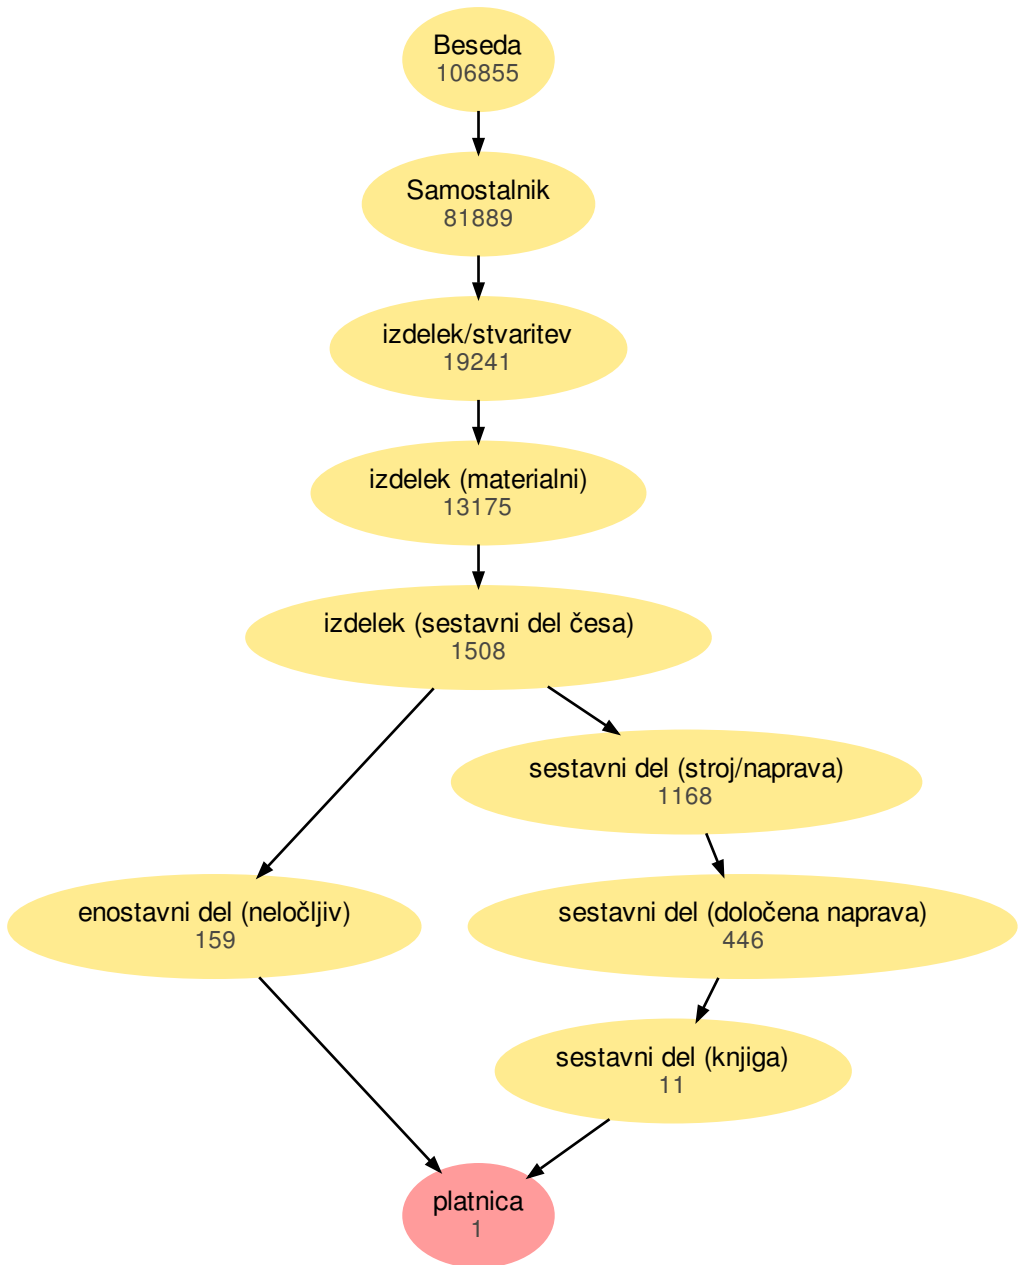 Beseda
106855
Samostalnik
81889
izdelek/stvaritev
19241
izdelek (materialni)
13175
izdelek (sestavni del česa)
1508
sestavni del (stroj/naprava)
1168
enostavni del (neločljiv)
159
sestavni del (določena naprava)
446
sestavni del (knjiga)
11
platnica
1